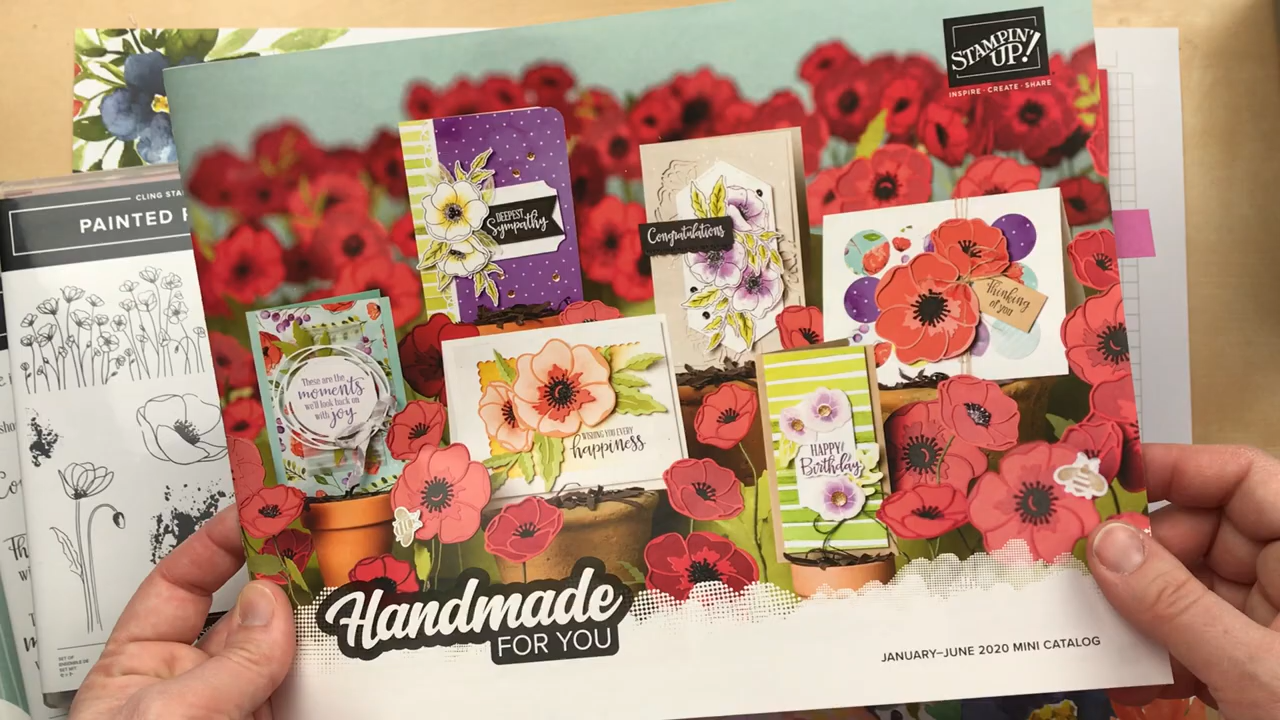 STAMPIN' UP!
INSPIRE · CREATE · SHARE
CLING
PAINTED
DEEPEST
Sympathy
Congratulations
Thinking
of you
These are the
moments
we'll look back on
with joy
WISHING YOU EVERY
happiness
HAPPY
Birthday
Handmade
FOR YOU
JANUARY–JUNE 2020 MINI CATALOG